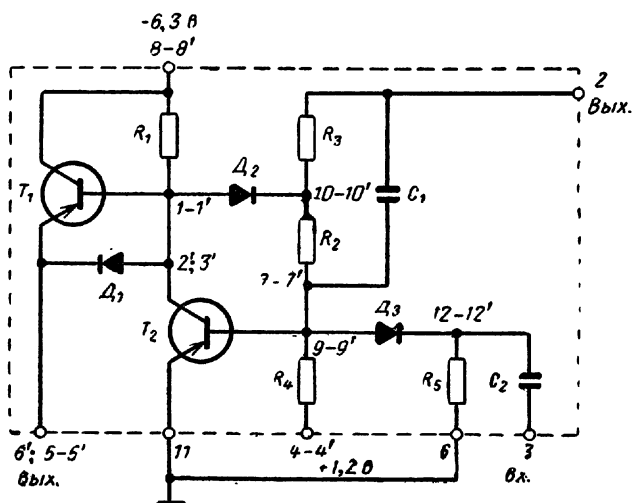 -6,3 В
8–8'
2
Вых.
R₁
R₃
Д₂
T₁
1–1'
10–10'
C₁
R₂
2'; 3'
7–7'
Д₁
T₂
Д₃
12–12'
9–9'
R₄
R₅
C₂
6'; 5–5'
11
4–4'
6
3
Вых.
+1,2 В
Вх.